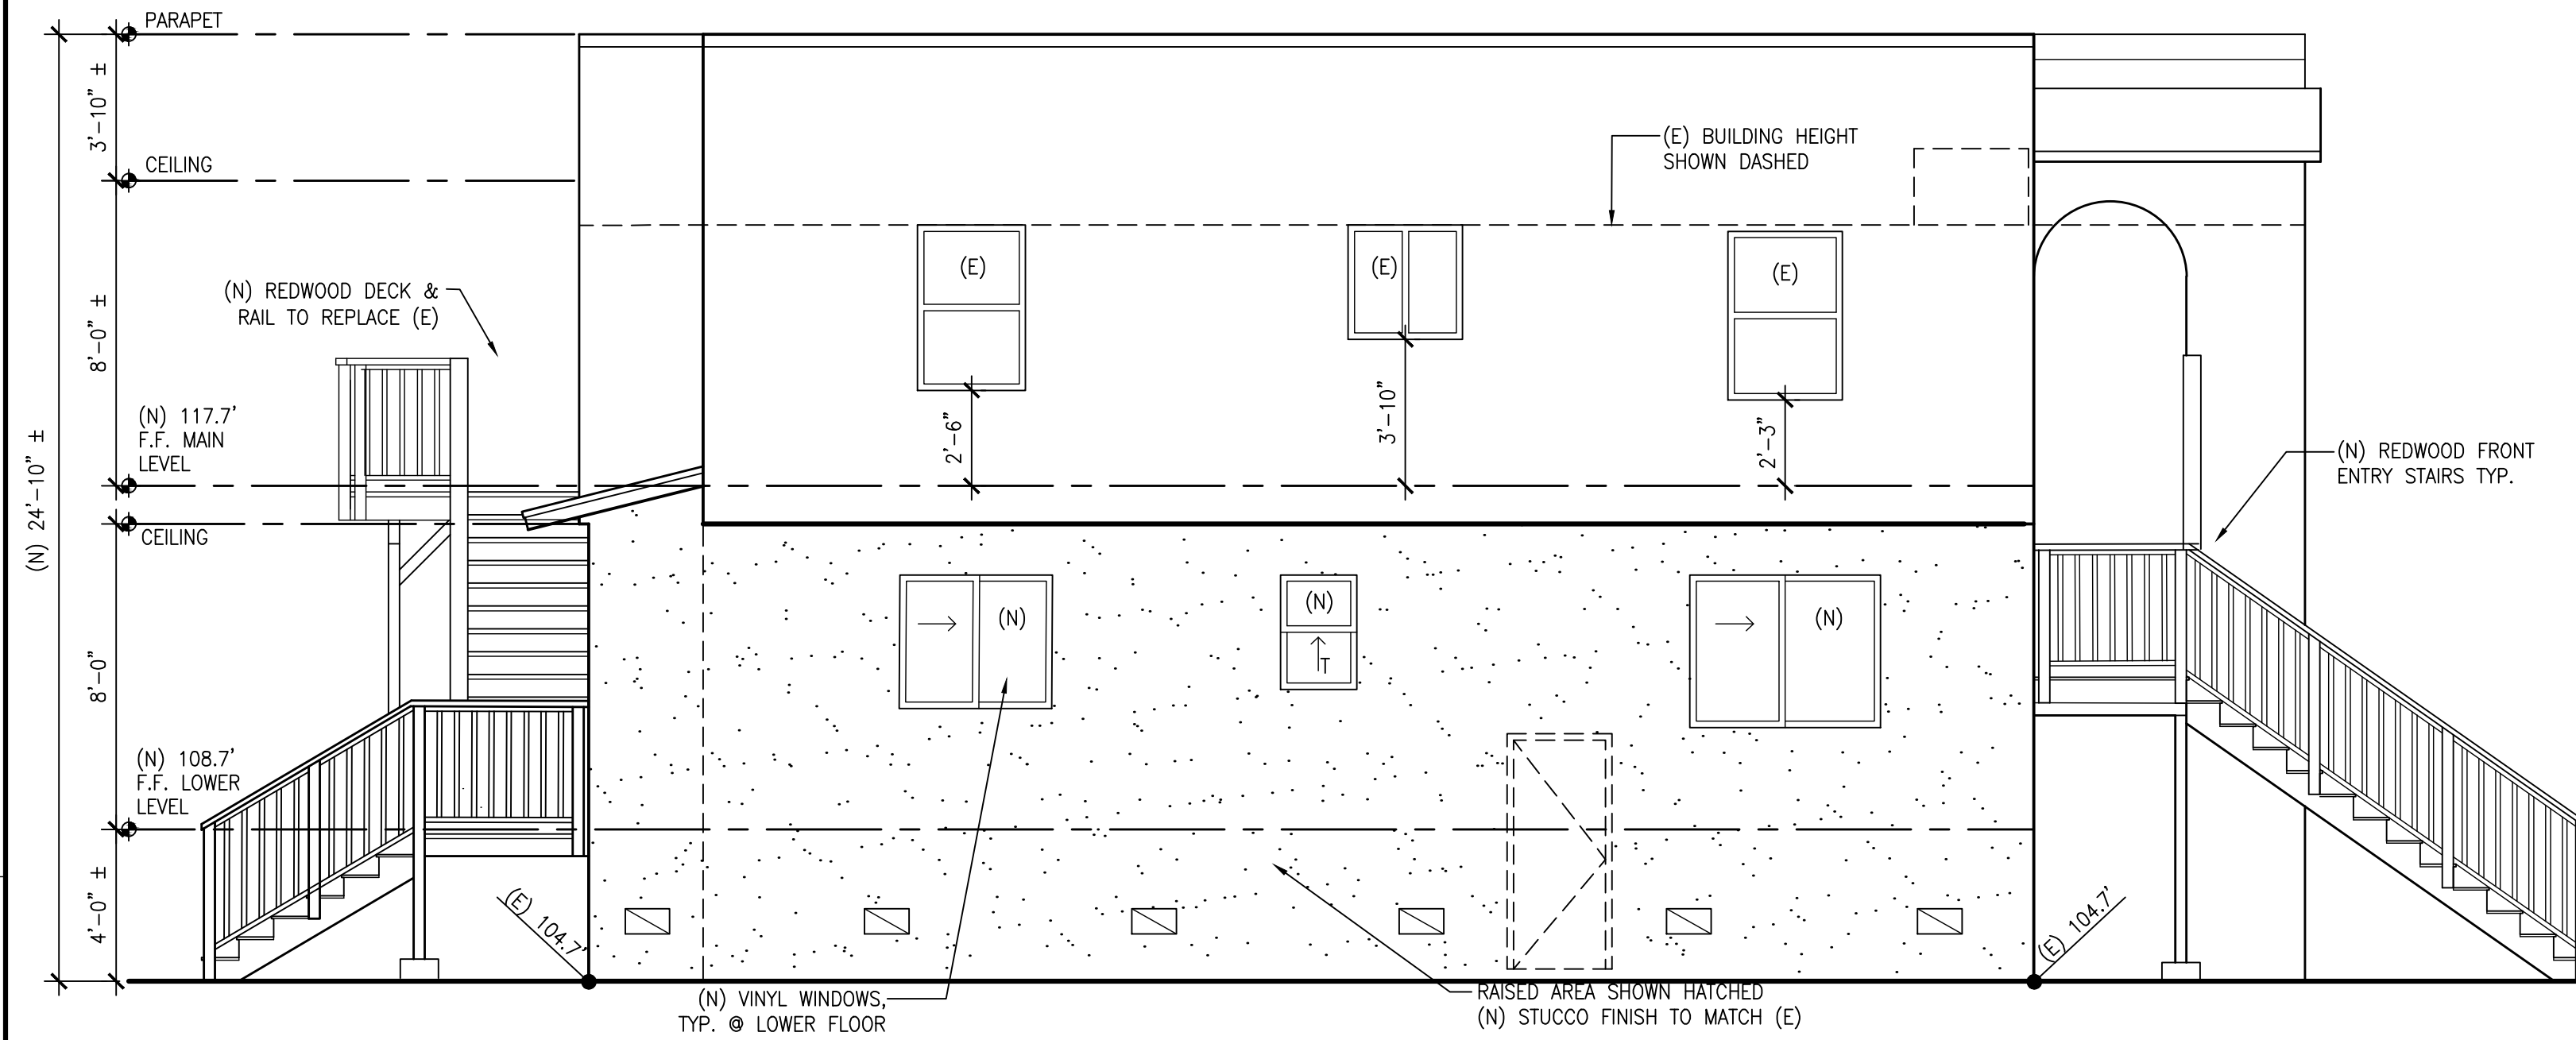 PARAPET
3'-10" ±
CEILING
(E) BUILDING HEIGHT
SHOWN DASHED
(E)
(E)
(E)
(N) REDWOOD DECK &
RAIL TO REPLACE (E)
8'-0" ±
(N) 117.7'
F.F. MAIN
LEVEL
2'-6"
3'-10"
2'-3"
(N) REDWOOD FRONT
ENTRY STAIRS TYP.
(N) 24'-10" ±
CEILING
(N)
(N)
T
(N)
8'-0"
(N) 108.7'
F.F. LOWER
LEVEL
4'-0" ±
(E) 104.7'
(E) 104.7'
(N) VINYL WINDOWS,
TYP. @ LOWER FLOOR
RAISED AREA SHOWN HATCHED
(N) STUCCO FINISH TO MATCH (E)